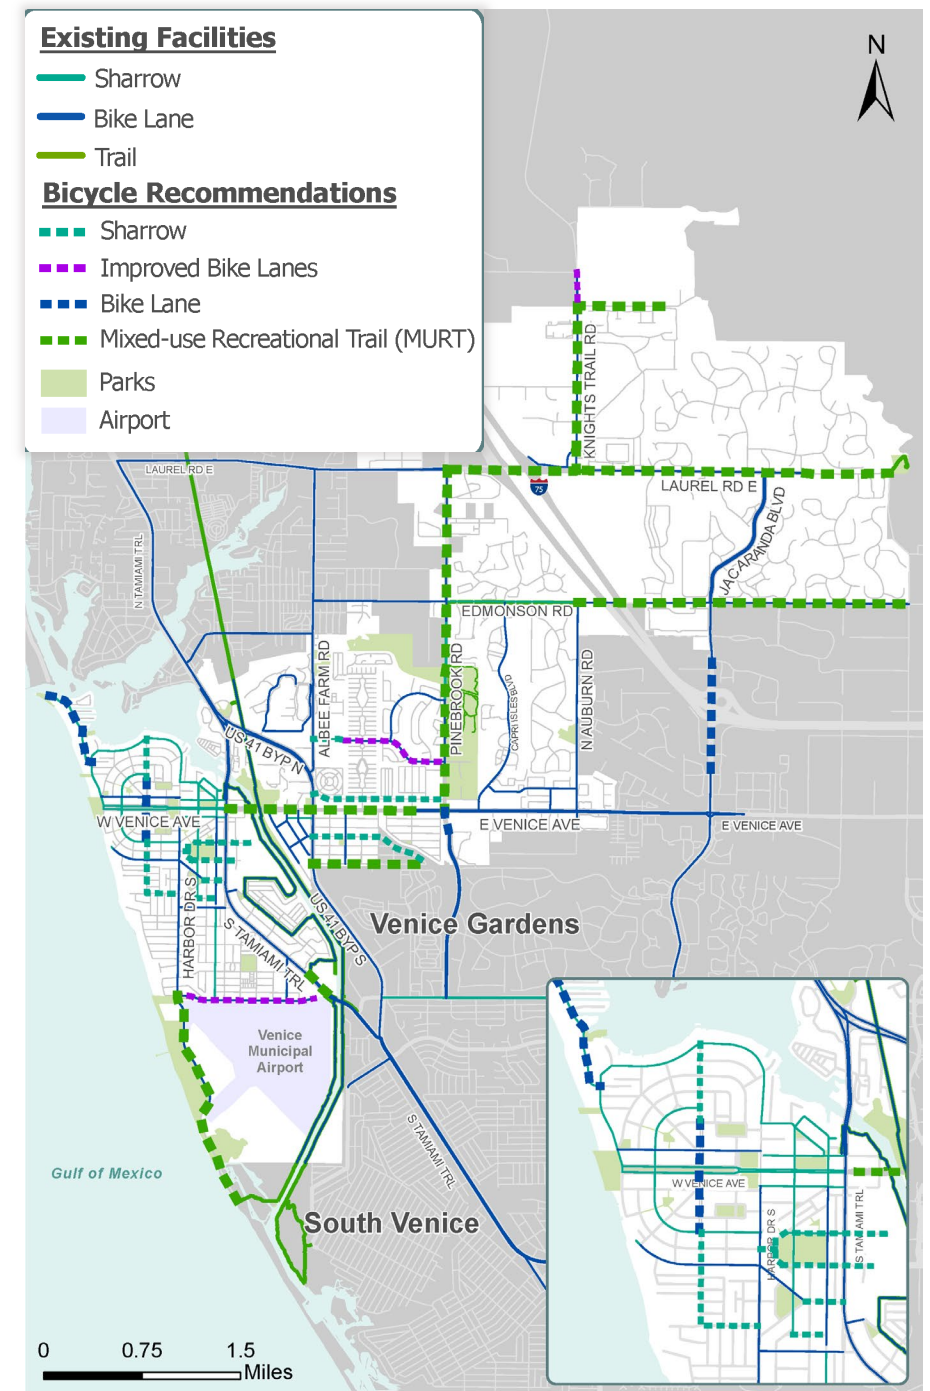 Existing Facilities
Sharrow
Bike Lane
Trail
Bicycle Recommendations
Sharrow
Improved Bike Lanes
Bike Lane
Mixed-use Recreational Trail (MURT)
Parks
Airport
N
KNIGHTS TRAIL RD
LAUREL RD E
75
LAUREL RD E
JACARANDA BLVD
N TAMIAMI TRL
EDMONSON RD
ALBEE FARM RD
PINEBROOK RD
CAPRI ISLES BLVD
N AUBURN RD
US 41 BYP N
W VENICE AVE
E VENICE AVE
E VENICE AVE
HARBOR DR S
US 41 BYP S
S TAMIAMI TRL
Venice Gardens
Venice
Municipal
Airport
S TAMIAMI TRL
Gulf of Mexico
South Venice
W VENICE AVE
HARBOR DR S
S TAMIAMI TRL
0 0.75 1.5
Miles